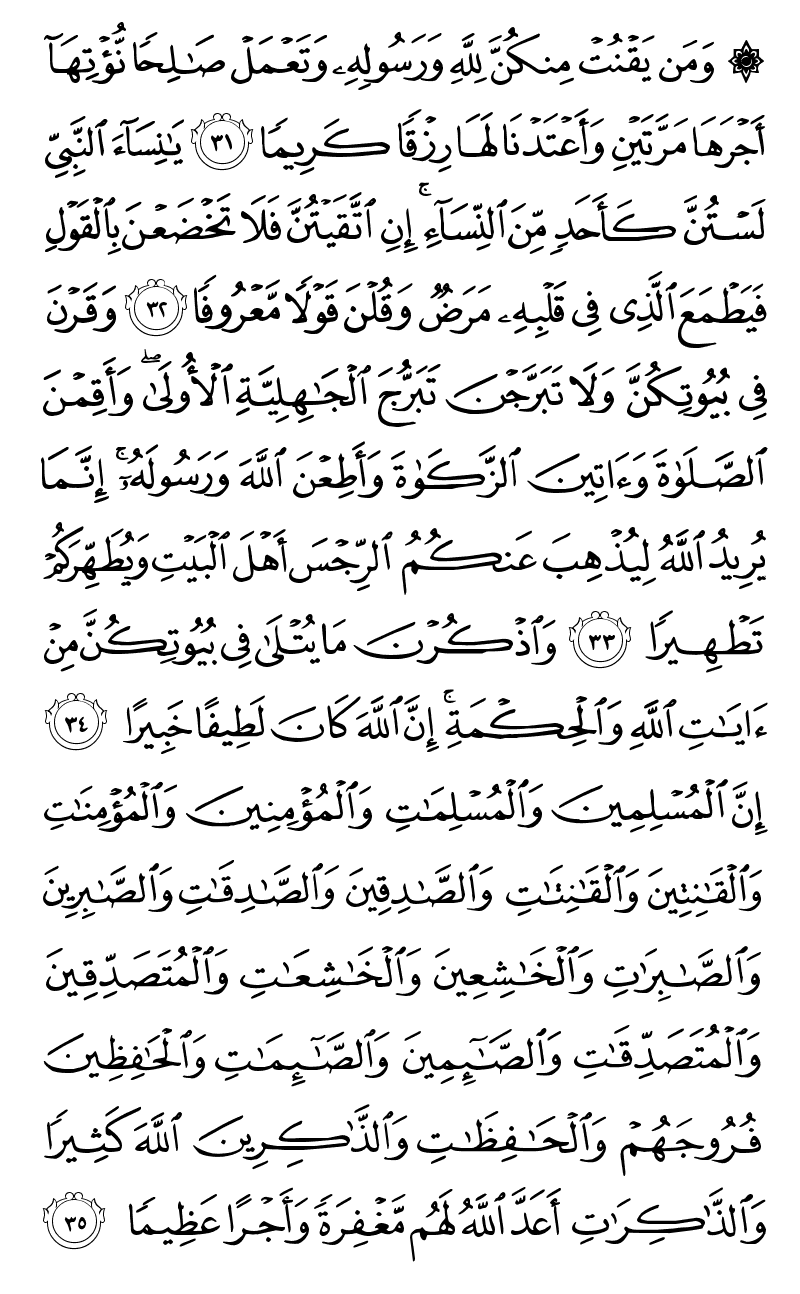 ۞ وَمَن يَقۡنُتۡ مِنكُنَّ لِلَّهِ وَرَسُولِهِۦ وَتَعۡمَلۡ صَٰلِحٗا نُّؤۡتِهَآ
أَجۡرَهَا مَرَّتَيۡنِ وَأَعۡتَدۡنَا لَهَا رِزۡقٗا كَرِيمٗا ٣١ يَٰنِسَآءَ ٱلنَّبِيِّ
لَسۡتُنَّ كَأَحَدٖ مِّنَ ٱلنِّسَآءِۚ إِنِ ٱتَّقَيۡتُنَّ فَلَا تَخۡضَعۡنَ بِٱلۡقَوۡلِ
فَيَطۡمَعَ ٱلَّذِي فِي قَلۡبِهِۦ مَرَضٞ وَقُلۡنَ قَوۡلٗا مَّعۡرُوفٗا ٣٢ وَقَرۡنَ
فِي بُيُوتِكُنَّ وَلَا تَبَرَّجۡنَ تَبَرُّجَ ٱلۡجَٰهِلِيَّةِ ٱلۡأُولَىٰۖ وَأَقِمۡنَ
ٱلصَّلَوٰةَ وَءَاتِينَ ٱلزَّكَوٰةَ وَأَطِعۡنَ ٱللَّهَ وَرَسُولَهُۥٓۚ إِنَّمَا
يُرِيدُ ٱللَّهُ لِيُذۡهِبَ عَنكُمُ ٱلرِّجۡسَ أَهۡلَ ٱلۡبَيۡتِ وَيُطَهِّرَكُمۡ
تَطۡهِيرٗا ٣٣ وَٱذۡكُرۡنَ مَا يُتۡلَىٰ فِي بُيُوتِكُنَّ مِنۡ
ءَايَٰتِ ٱللَّهِ وَٱلۡحِكۡمَةِۚ إِنَّ ٱللَّهَ كَانَ لَطِيفًا خَبِيرًا ٣٤
إِنَّ ٱلۡمُسۡلِمِينَ وَٱلۡمُسۡلِمَٰتِ وَٱلۡمُؤۡمِنِينَ وَٱلۡمُؤۡمِنَٰتِ
وَٱلۡقَٰنِتِينَ وَٱلۡقَٰنِتَٰتِ وَٱلصَّٰدِقِينَ وَٱلصَّٰدِقَٰتِ وَٱلصَّٰبِرِينَ
وَٱلصَّٰبِرَٰتِ وَٱلۡخَٰشِعِينَ وَٱلۡخَٰشِعَٰتِ وَٱلۡمُتَصَدِّقِينَ
وَٱلۡمُتَصَدِّقَٰتِ وَٱلصَّٰٓئِمِينَ وَٱلصَّٰٓئِمَٰتِ وَٱلۡحَٰفِظِينَ
فُرُوجَهُمۡ وَٱلۡحَٰفِظَٰتِ وَٱلذَّٰكِرِينَ ٱللَّهَ كَثِيرٗا
وَٱلذَّٰكِرَٰتِ أَعَدَّ ٱللَّهُ لَهُم مَّغۡفِرَةٗ وَأَجۡرًا عَظِيمٗا ٣٥